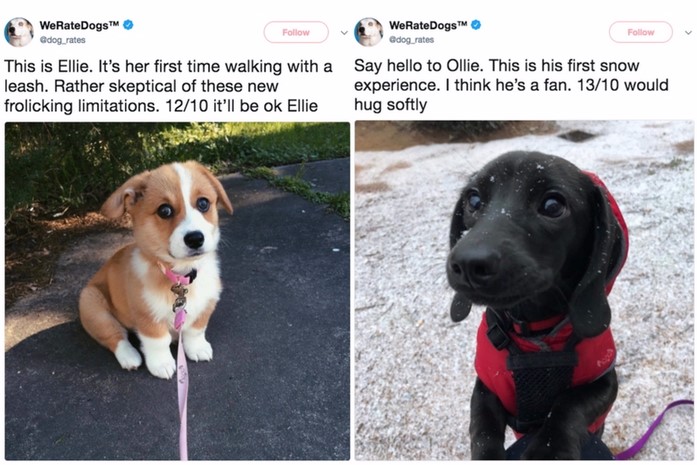 WeRateDogs™
@dog_rates
Follow
This is Ellie. It's her first time walking with a
leash. Rather skeptical of these new
frolicking limitations. 12/10 it'll be ok Ellie
WeRateDogs™
@dog_rates
Follow
Say hello to Ollie. This is his first snow
experience. I think he's a fan. 13/10 would
hug softly